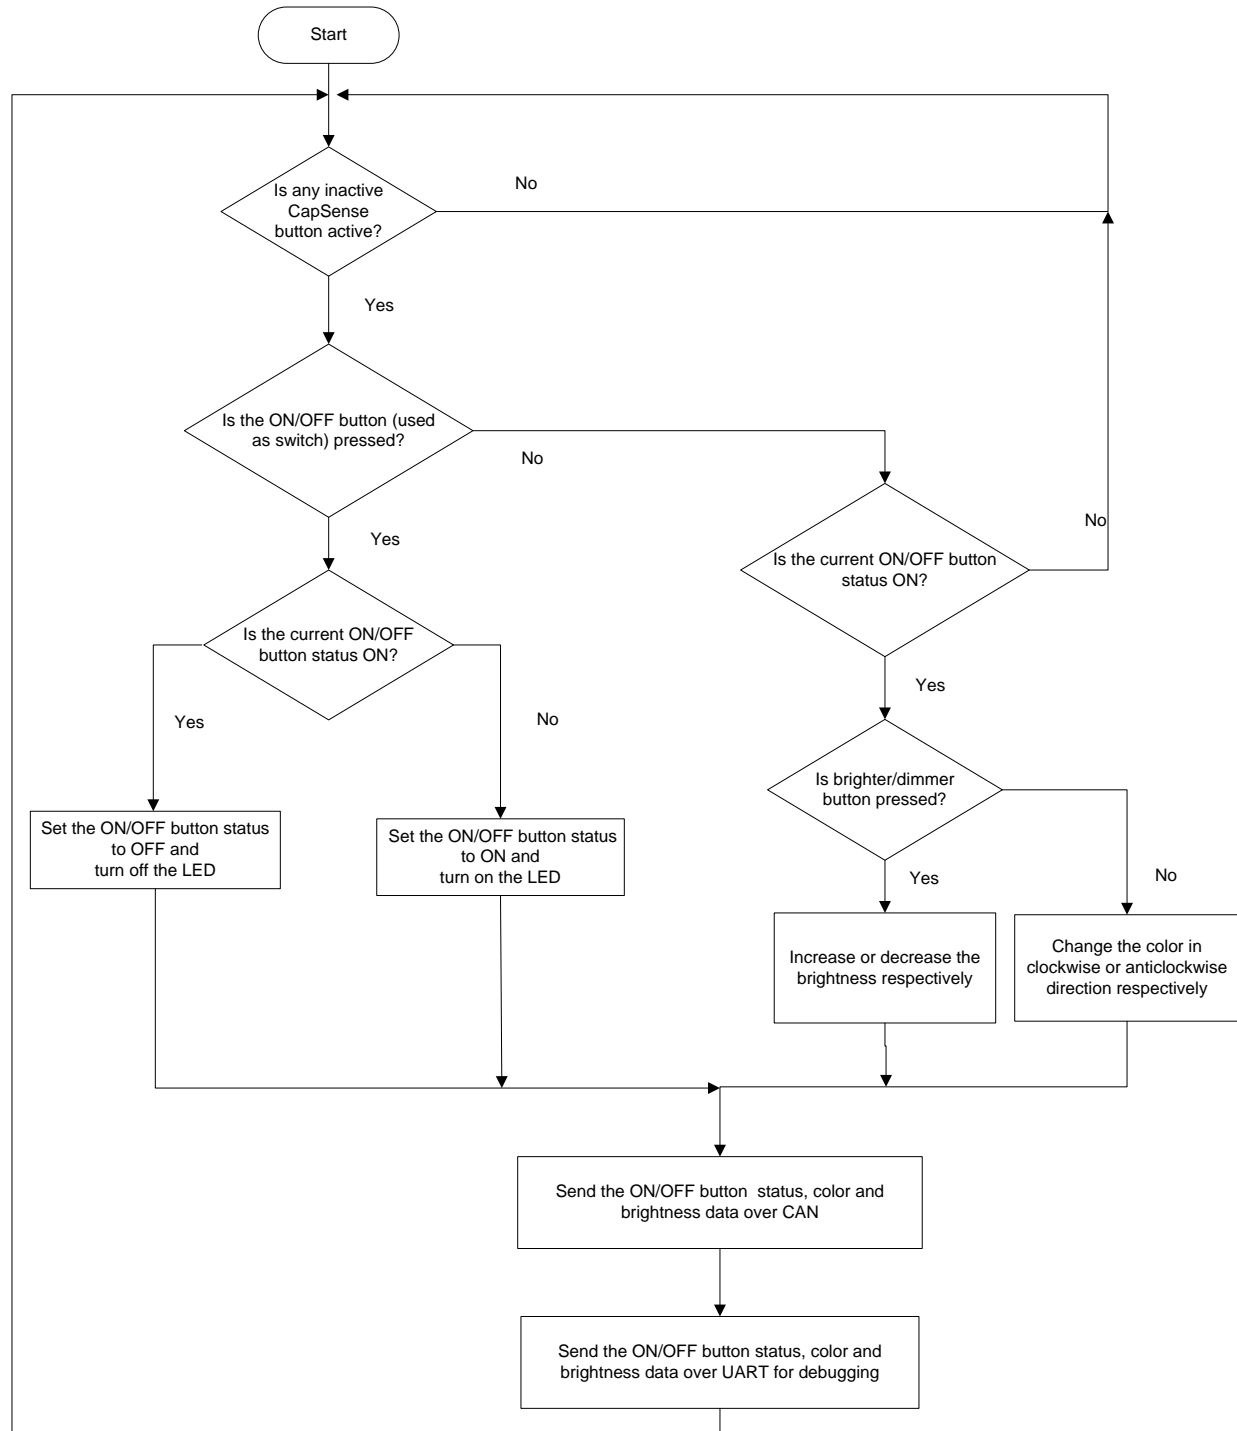 Start
Is any inactive
CapSense
button active?
No
Yes
Is the ON/OFF button (used
as switch) pressed?
No
Yes
Is the current ON/OFF button
status ON?
No
Is the current ON/OFF
button status ON?
Yes
No
Yes
Is brighter/dimmer
button pressed?
Set the ON/OFF button status
to OFF and
turn off the LED
Set the ON/OFF button status
to ON and
turn on the LED
Yes
No
Increase or decrease the
brightness respectively
Change the color in
clockwise or anticlockwise
direction respectively
Send the ON/OFF button  status, color and
brightness data over CAN
Send the ON/OFF button status, color and
brightness data over UART for debugging